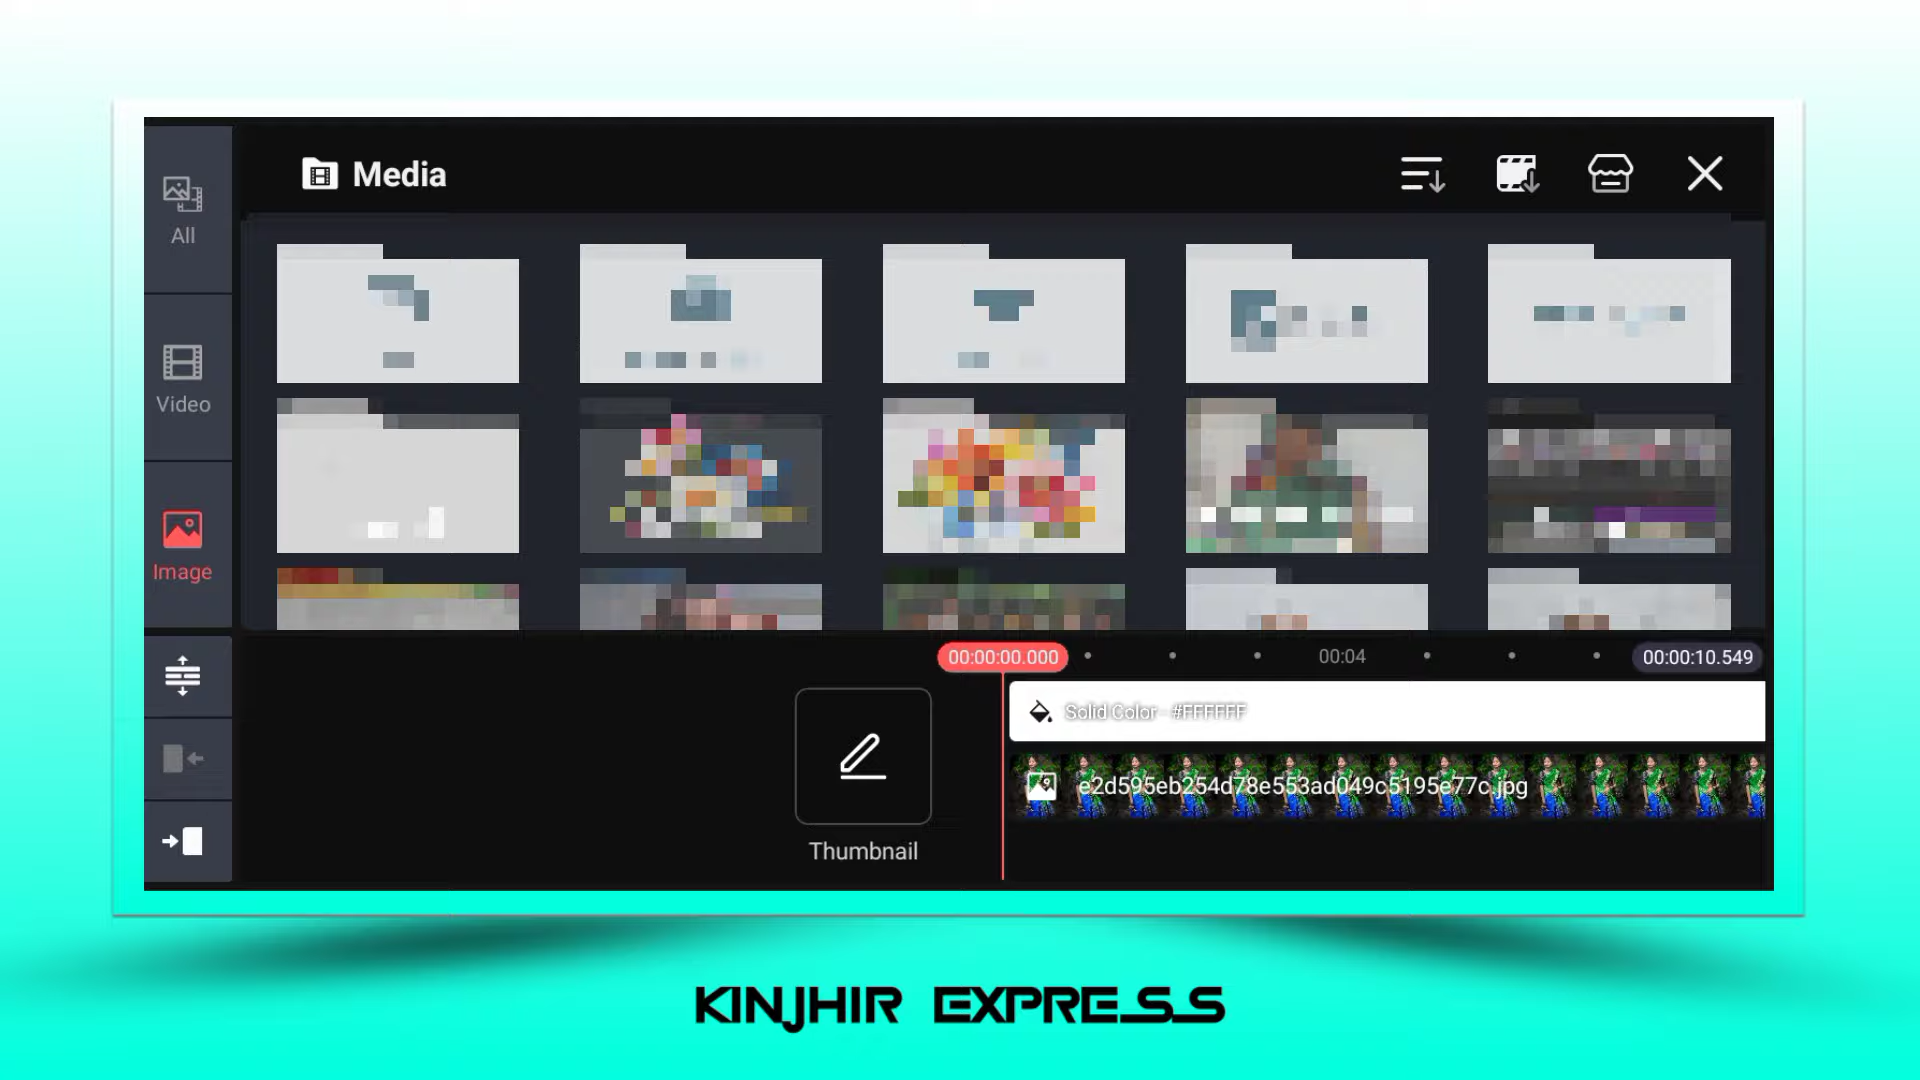 Media
All
Video
Image
00:00:00.000
00:04
00:00:10.549
Solid Color - #FFFFFF
e2d595eb254d78e553ad049c5195e77c.jpg
Thumbnail
KINJHIR EXPRESS